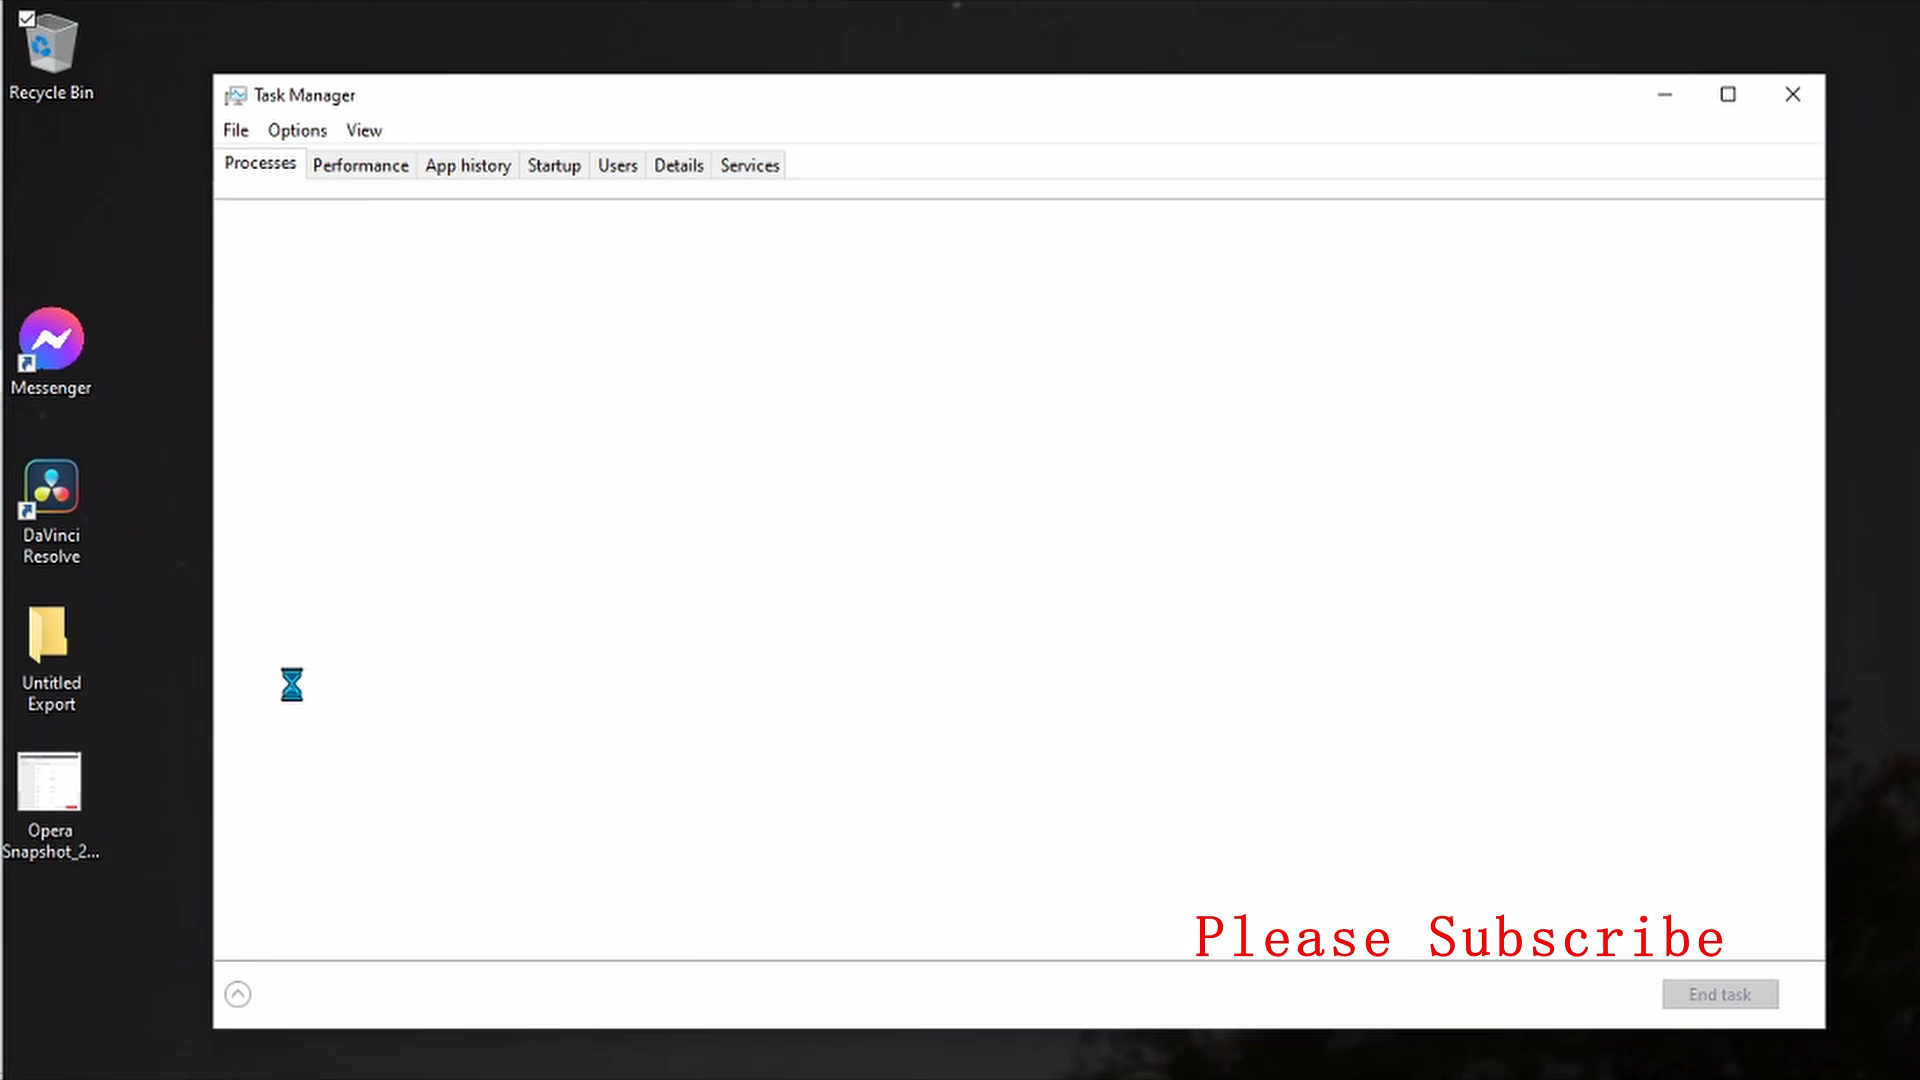 Recycle Bin
Task Manager
File Options View
Processes Performance App history Startup Users Details Services
Messenger
DaVinci
Resolve
Untitled
Export
Opera
Snapshot_2...
Please Subscribe
End task